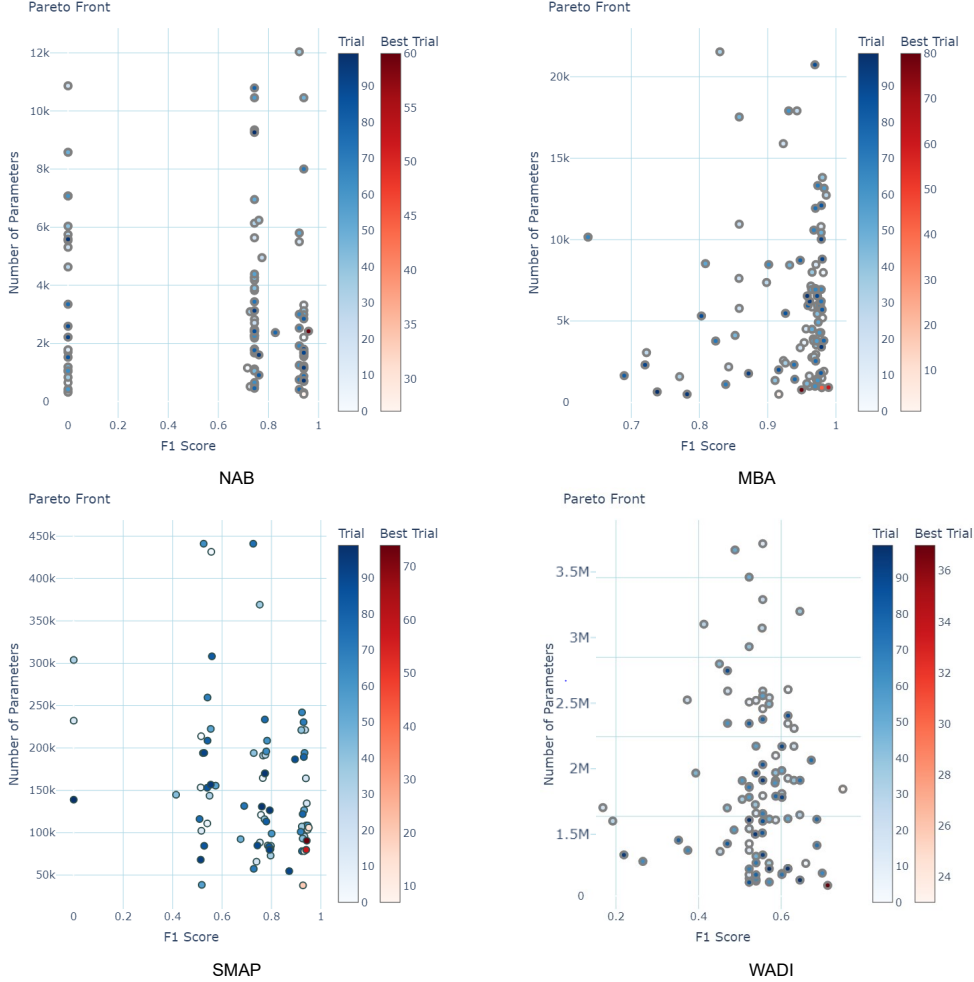 Pareto Front
Trial Best Trial
12k
10k
8k
6k
4k
2k
0
Number of Parameters
0 0.2 0.4 0.6 0.8 1
F1 Score
90
80
70
60
50
40
30
20
10
0
60
55
50
45
40
35
30
NAB
Pareto Front
Trial Best Trial
20k
15k
10k
5k
0
Number of Parameters
0.7 0.8 0.9 1
F1 Score
90
80
70
60
50
40
30
20
10
0
80
70
60
50
40
30
20
10
MBA
Pareto Front
Trial Best Trial
450k
400k
350k
300k
250k
200k
150k
100k
50k
Number of Parameters
0 0.2 0.4 0.6 0.8 1
F1 Score
90
80
70
60
50
40
30
20
10
0
70
60
50
40
30
20
10
SMAP
Pareto Front
Trial Best Trial
3.5M
3M
2.5M
2M
1.5M
0
Number of Parameters
0.2 0.4 0.6
F1 Score
90
80
70
60
50
40
30
20
10
0
36
34
32
30
28
26
24
WADI